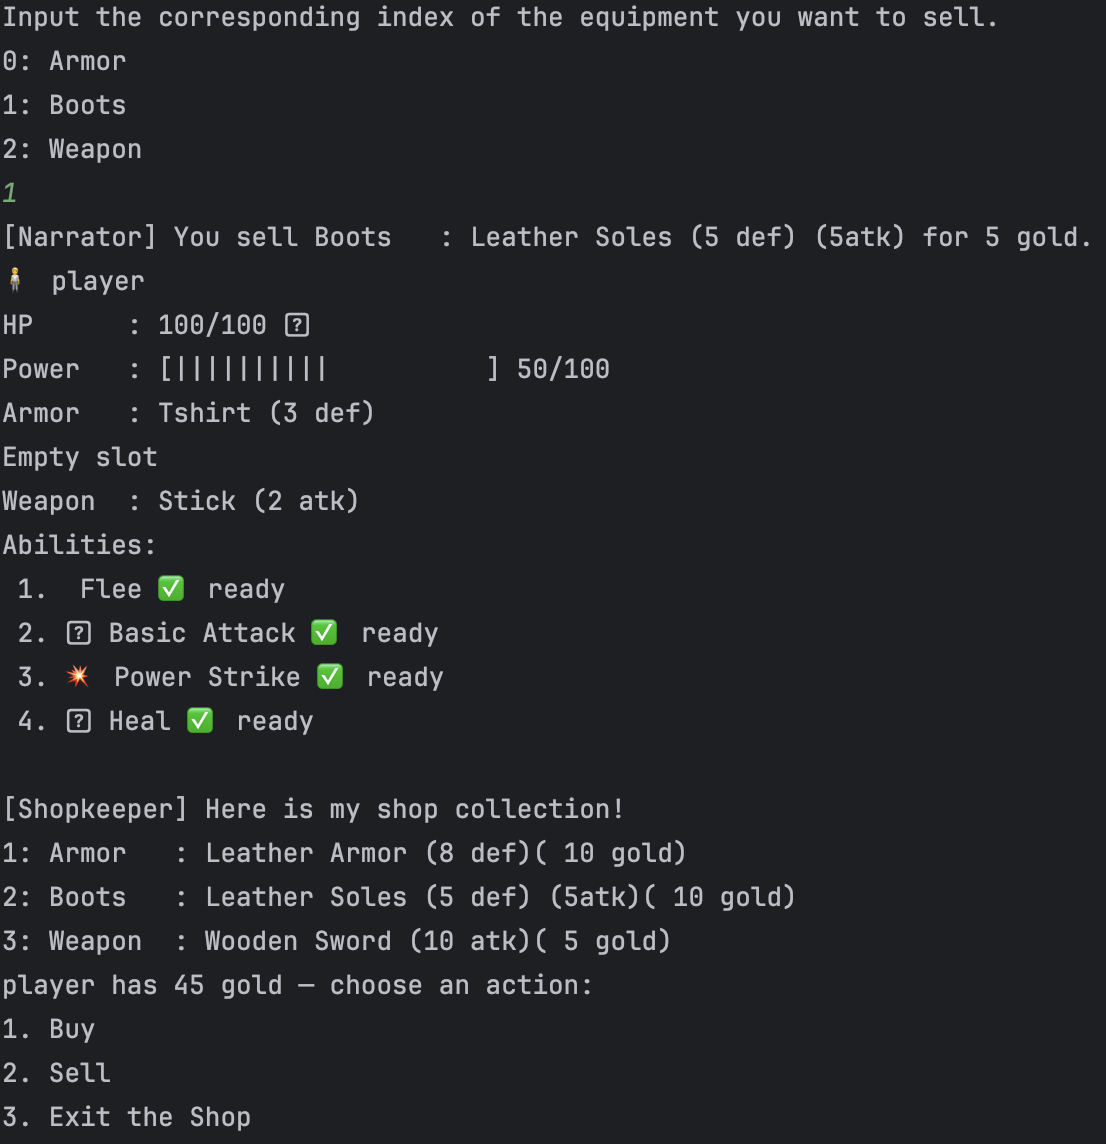 Input the corresponding index of the equipment you want to sell.
0: Armor
1: Boots
2: Weapon
1
[Narrator] You sell Boots   : Leather Soles (5 def) (5atk) for 5 gold.
🧍 player
HP      : 100/100 �
Power   : [||||||||||          ] 50/100
Armor   : Tshirt (3 def)
Empty slot
Weapon  : Stick (2 atk)
Abilities:
 1.  Flee ✅ ready
 2. � Basic Attack ✅ ready
 3. 💥 Power Strike ✅ ready
 4. � Heal ✅ ready
[Shopkeeper] Here is my shop collection!
1: Armor   : Leather Armor (8 def)( 10 gold)
2: Boots   : Leather Soles (5 def) (5atk)( 10 gold)
3: Weapon  : Wooden Sword (10 atk)( 5 gold)
player has 45 gold — choose an action:
1. Buy
2. Sell
3. Exit the Shop